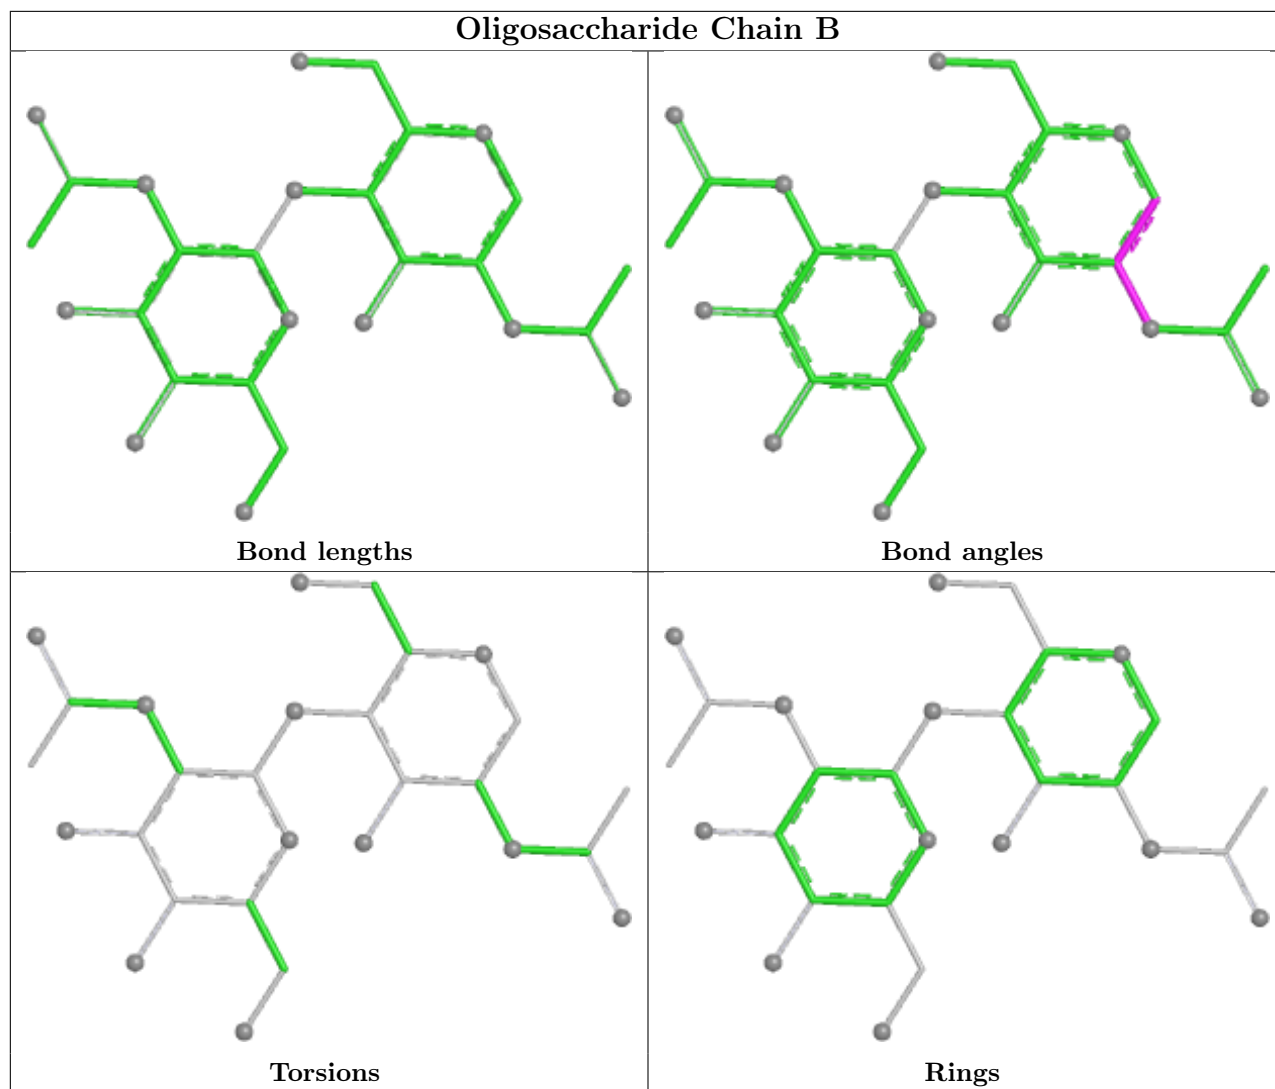 Oligosaccharide Chain B
Bond lengths
Bond angles
Torsions
Rings